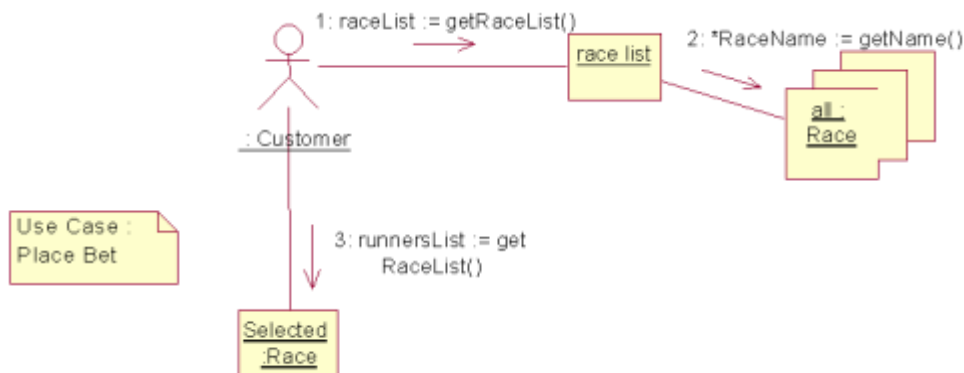 1: raceList := getRaceList()
race list
2: *RaceName := getName()
all :
Race
: Customer
Use Case :
Place Bet
3: runnersList := get
RaceList()
Selected
:Race